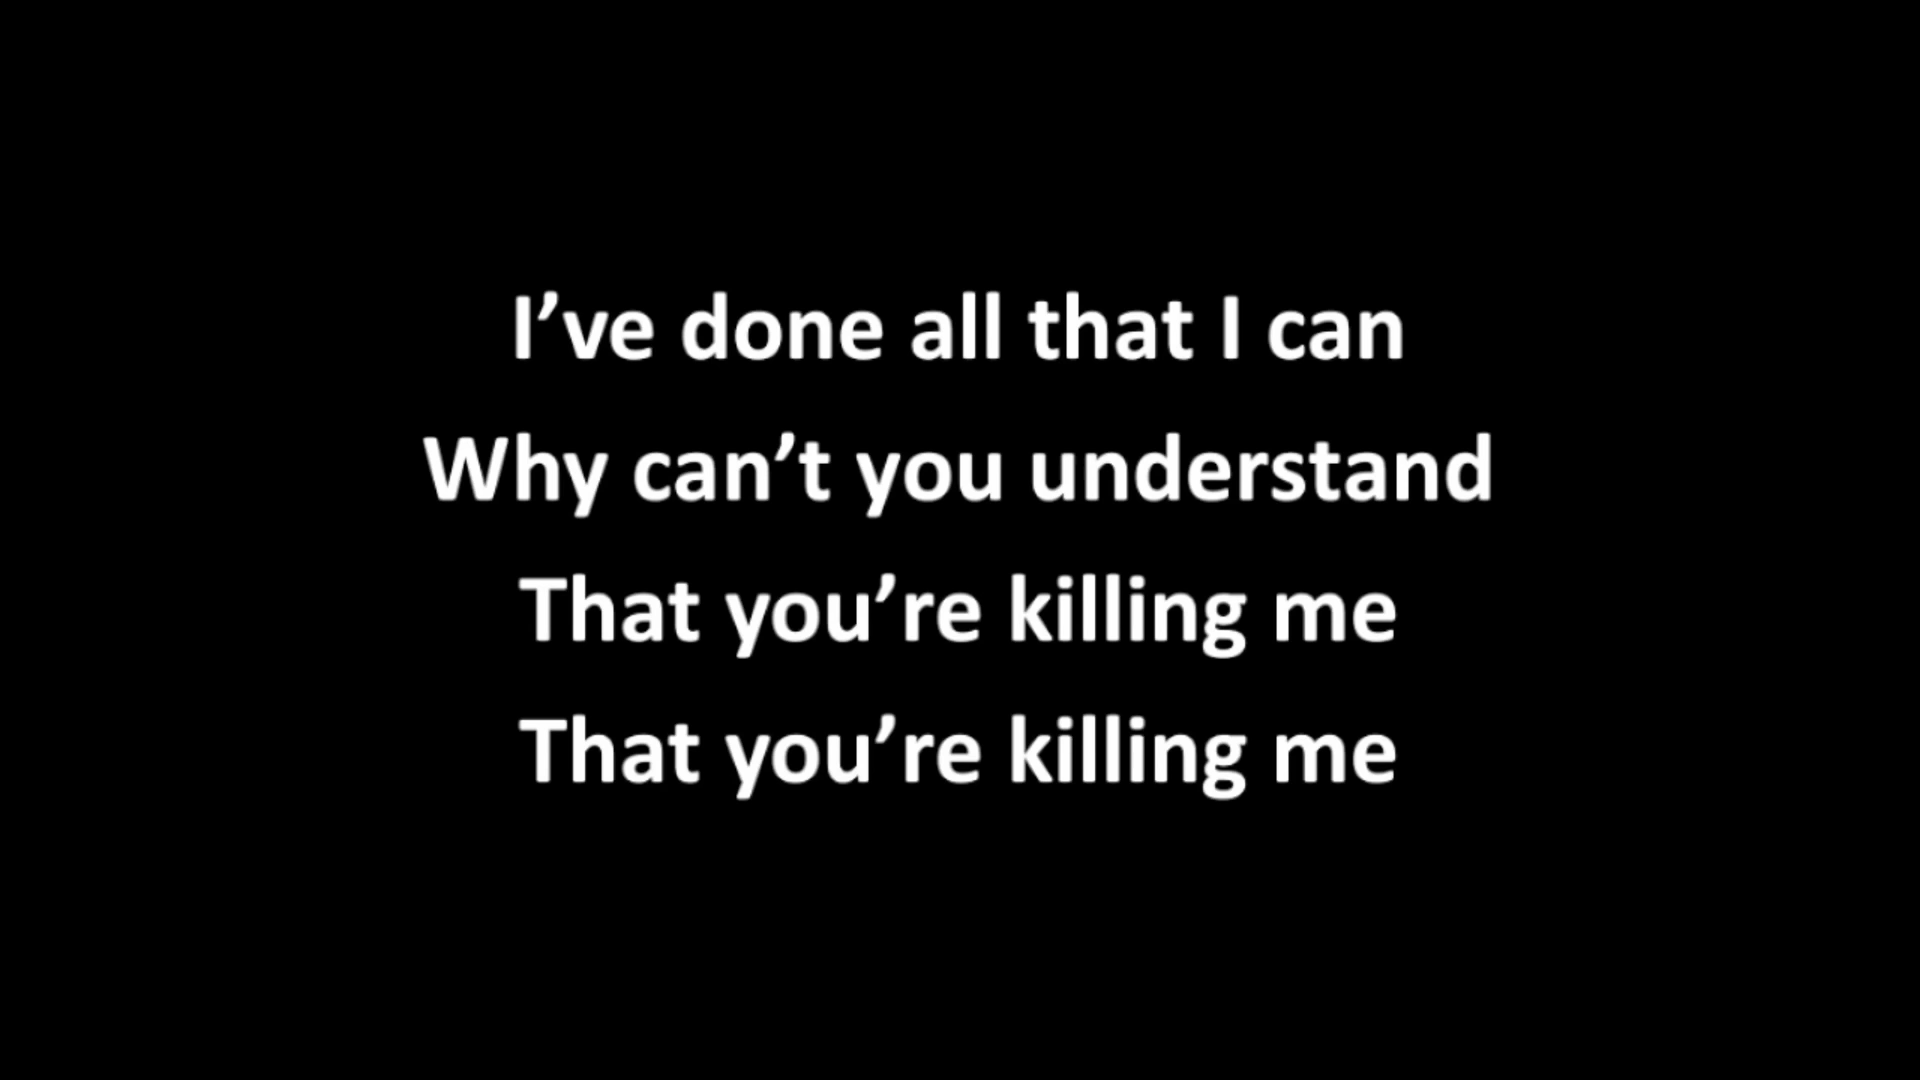 I’ve done all that I can
Why can’t you understand
That you’re killing me
That you’re killing me